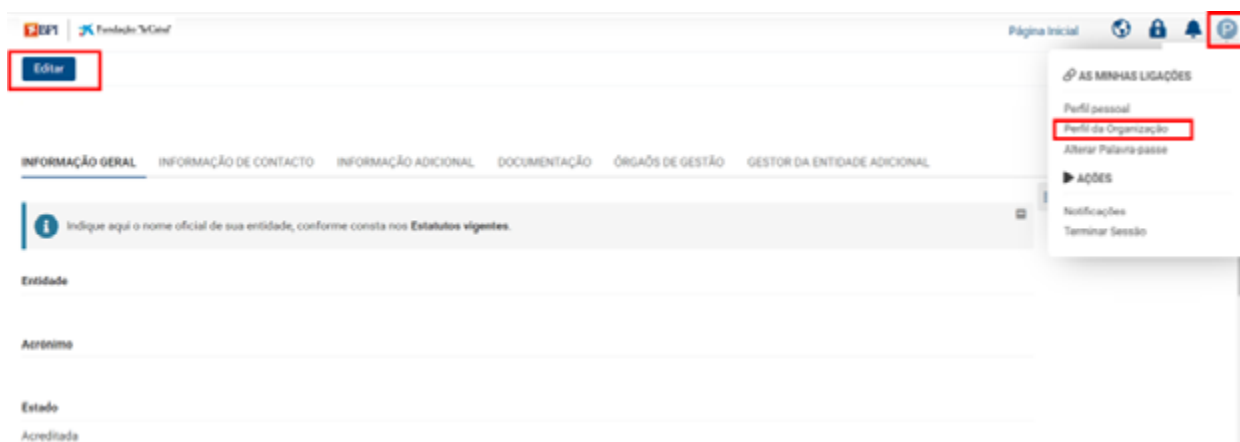 BPI Fundação "la Caixa"
Página Inicial
P
Editar
AS MINHAS LIGAÇÕES
Perfil pessoal
Perfil da Organização
Alterar Palavra-passe
AÇÕES
Notificações
Terminar Sessão
INFORMAÇÃO GERAL INFORMAÇÃO DE CONTACTO INFORMAÇÃO ADICIONAL DOCUMENTAÇÃO ÓRGAÕS DE GESTÃO GESTOR DA ENTIDADE ADICIONAL
Indique aqui o nome oficial de sua entidade, conforme consta nos Estatutos vigentes.
Entidade
Acrónimo
Estado
Acreditada